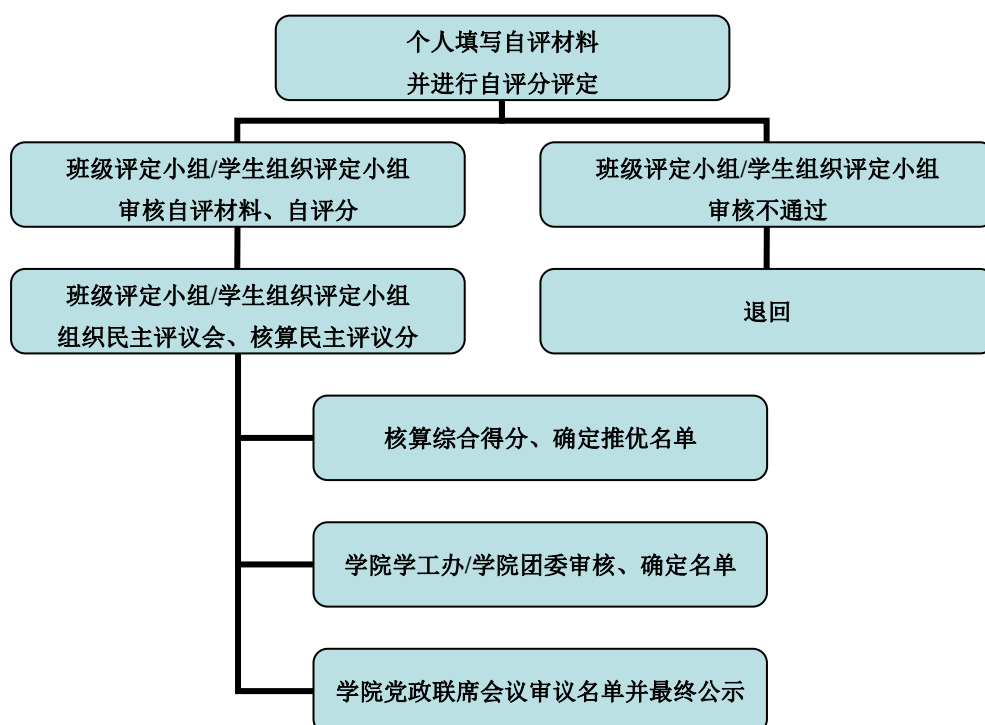 个人填写自评材料
并进行自评分评定
班级评定小组/学生组织评定小组
审核自评材料、自评分
班级评定小组/学生组织评定小组
审核不通过
班级评定小组/学生组织评定小组
组织民主评议会、核算民主评议分
退回
核算综合得分、确定推优名单
学院学工办/学院团委审核、确定名单
学院党政联席会议审议名单并最终公示